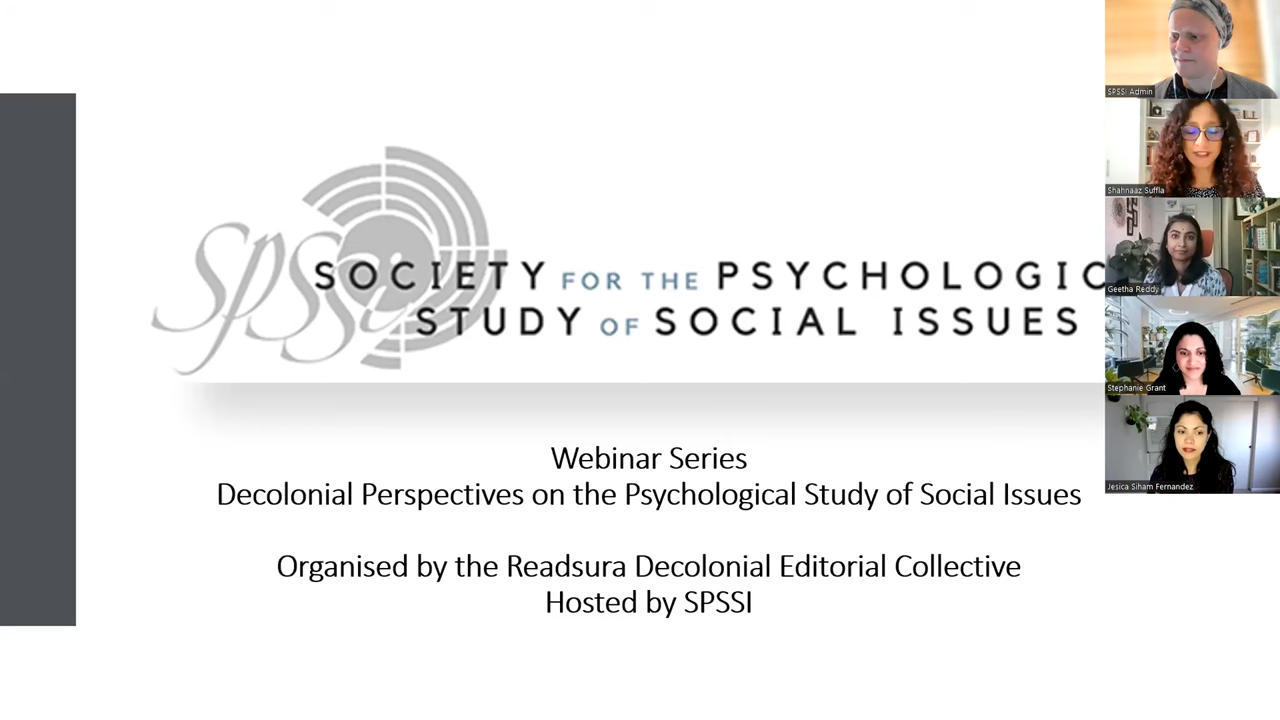 SPSSI
SOCIETY FOR THE PSYCHOLOGIC
STUDY OF SOCIAL ISSUES
Webinar Series
Decolonial Perspectives on the Psychological Study of Social Issues
Organised by the Readsura Decolonial Editorial Collective
Hosted by SPSSI
SPSSI Admin
Shahnaaz Suffla
Geetha Reddy
Stephanie Grant
Jesica Siham Fernandez